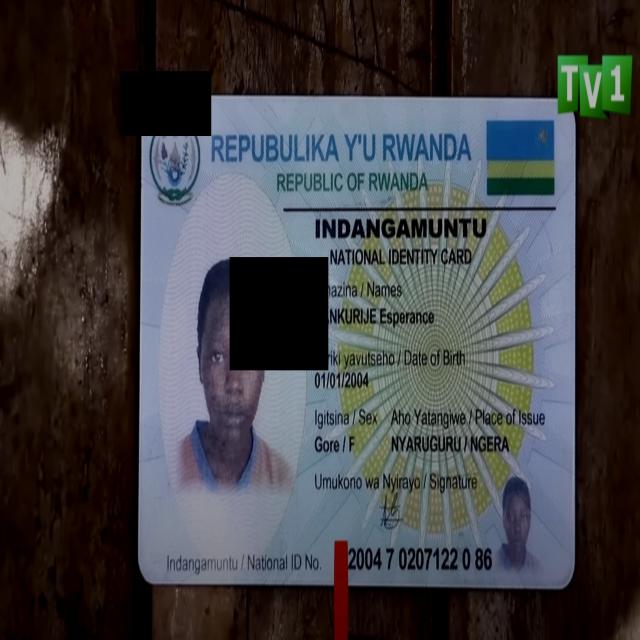 TV1
REPUBULIKA Y'U RWANDA
REPUBLIC OF RWANDA
INDANGAMUNTU
NATIONAL IDENTITY CARD
/ Names
Esperance
yavutseho / Date of Birth
01/01/2004
Igitsina / Sex Aho Yatangiwe / Place of Issue
Gore / F NYARUGURU / NGERA
Umukono wa Nyirayo / Signature
Indangamuntu / National ID No. 2004 7 0207122 0 86